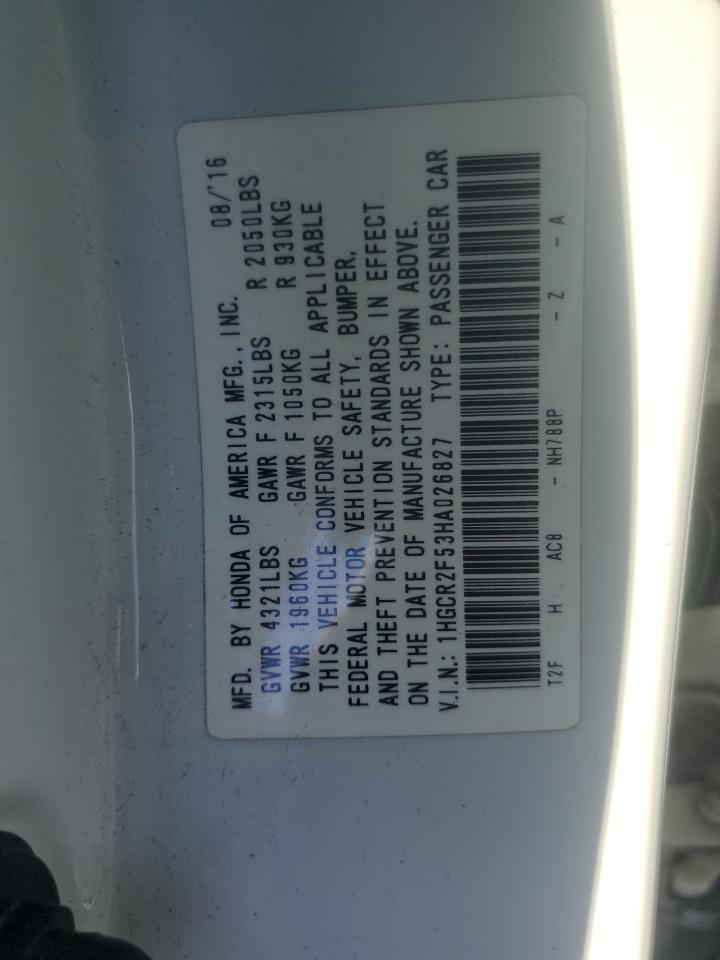 MFD. BY HONDA OF AMERICA MFG., INC. 08/'16
GVWR 4321LBS GAWR F 2315LBS R 2050LBS
GVWR 1960KG GAWR F 1050KG R 930KG
THIS VEHICLE CONFORMS TO ALL APPLICABLE
FEDERAL MOTOR VEHICLE SAFETY, BUMPER,
AND THEFT PREVENTION STANDARDS IN EFFECT
ON THE DATE OF MANUFACTURE SHOWN ABOVE.
V.I.N.: 1HGCR2F53HA026827 TYPE: PASSENGER CAR
T2F H AC8 - NH788P - Z - A